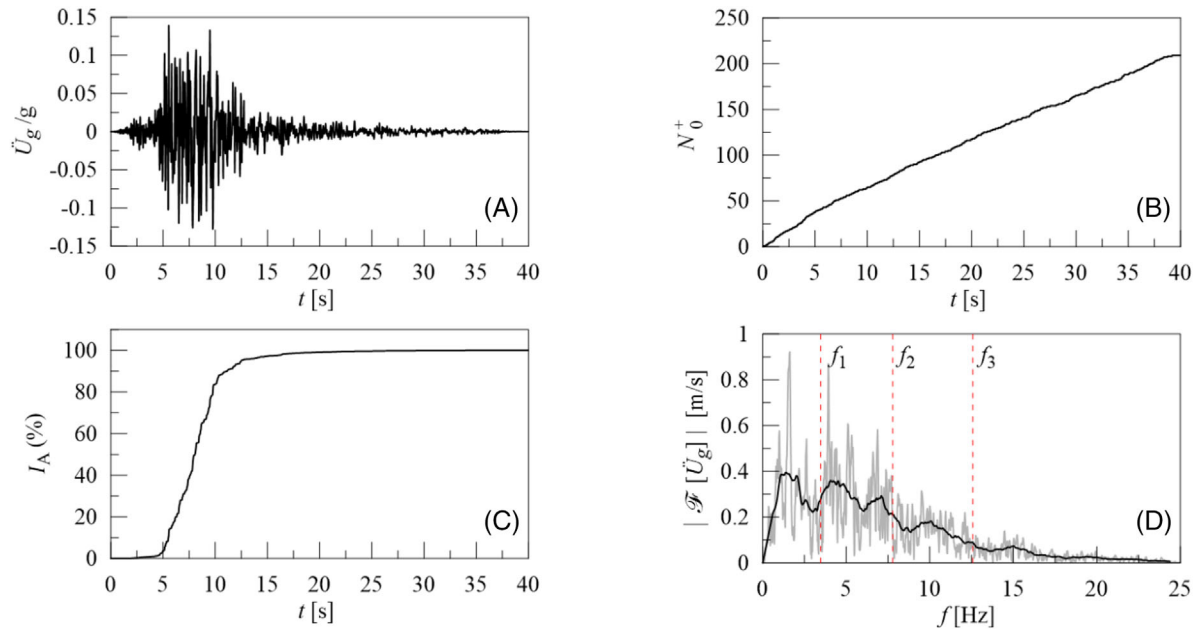 0.15
0.1
0.05
0
-0.05
-0.1
-0.15
Ü_g /g
(A)
0 5 10 15 20 25 30 35 40
t [s]
250
200
150
100
50
0
N_0^+
(B)
0 5 10 15 20 25 30 35 40
t [s]
100
80
60
40
20
0
I_A (%)
(C)
0 5 10 15 20 25 30 35 40
t [s]
1
0.8
0.6
0.4
0.2
0
| ℱ [Ü_g] | [m/s]
f_1 f_2 f_3
(D)
0 5 10 15 20 25
f [Hz]